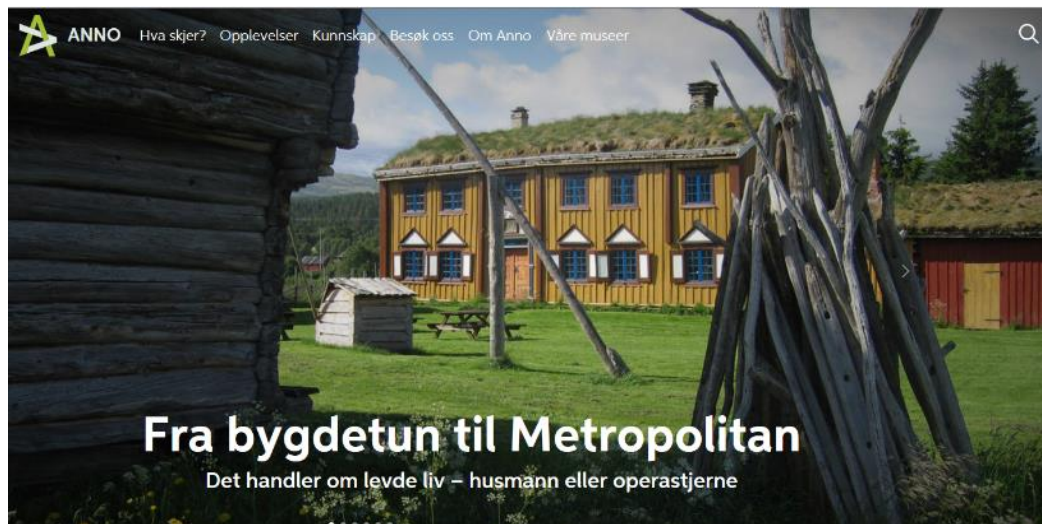 ANNO
Hva skjer? Opplevelser Kunnskap Besøk oss Om Anno Våre museer
Fra bygdetun til Metropolitan
Det handler om levde liv – husmann eller operastjerne